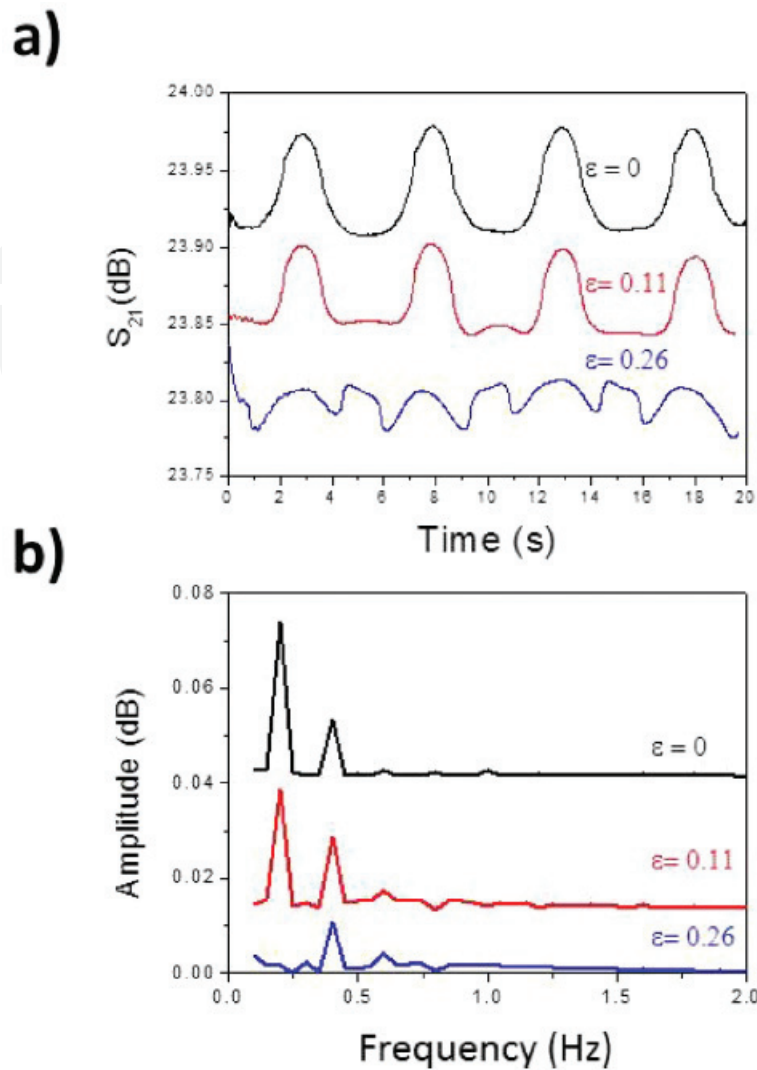 a)
24.00
23.95
23.90
23.85
23.80
23.75
S21 (dB)
ε = 0
ε= 0.11
ε= 0.26
0 2 4 6 8 10 12 14 16 18 20
Time (s)
b)
0.08
0.06
0.04
0.02
0.00
Amplitude (dB)
ε = 0
ε= 0.11
ε= 0.26
0.0 0.5 1.0 1.5 2.0
Frequency (Hz)